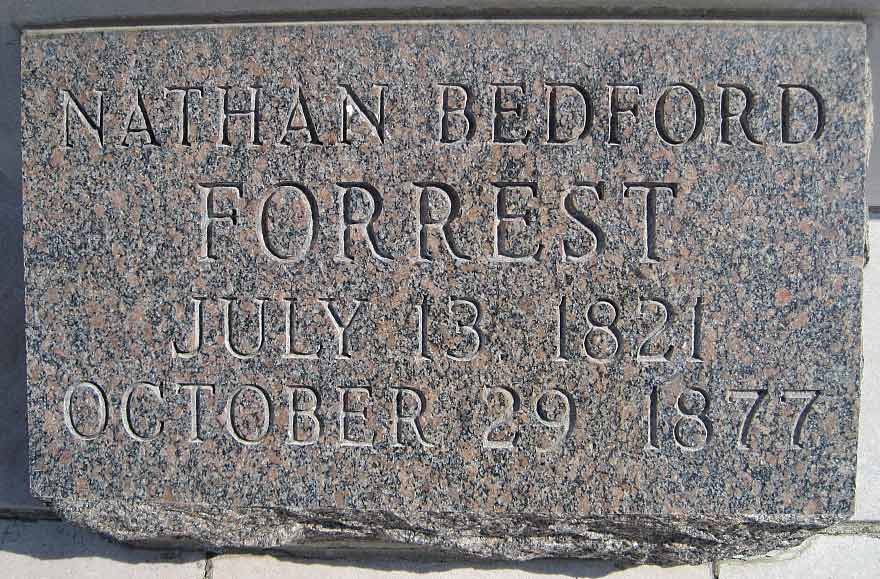 NATHAN BEDFORD
FORREST
JULY 13 1821
OCTOBER 29 1877